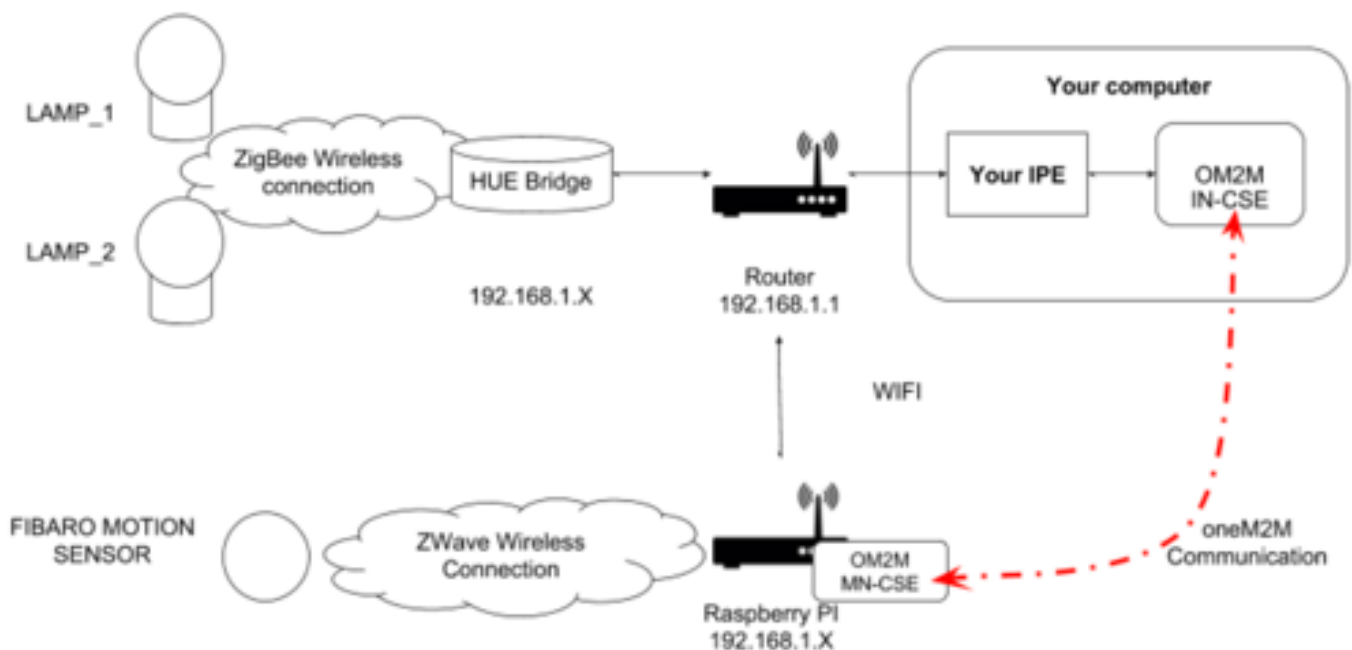 Your computer
LAMP_1
ZigBee Wireless
connection
HUE Bridge
Your IPE
OM2M
IN-CSE
LAMP_2
192.168.1.X
Router
192.168.1.1
WIFI
FIBARO MOTION
SENSOR
ZWave Wireless
Connection
OM2M
MN-CSE
oneM2M
Communication
Raspberry PI
192.168.1.X